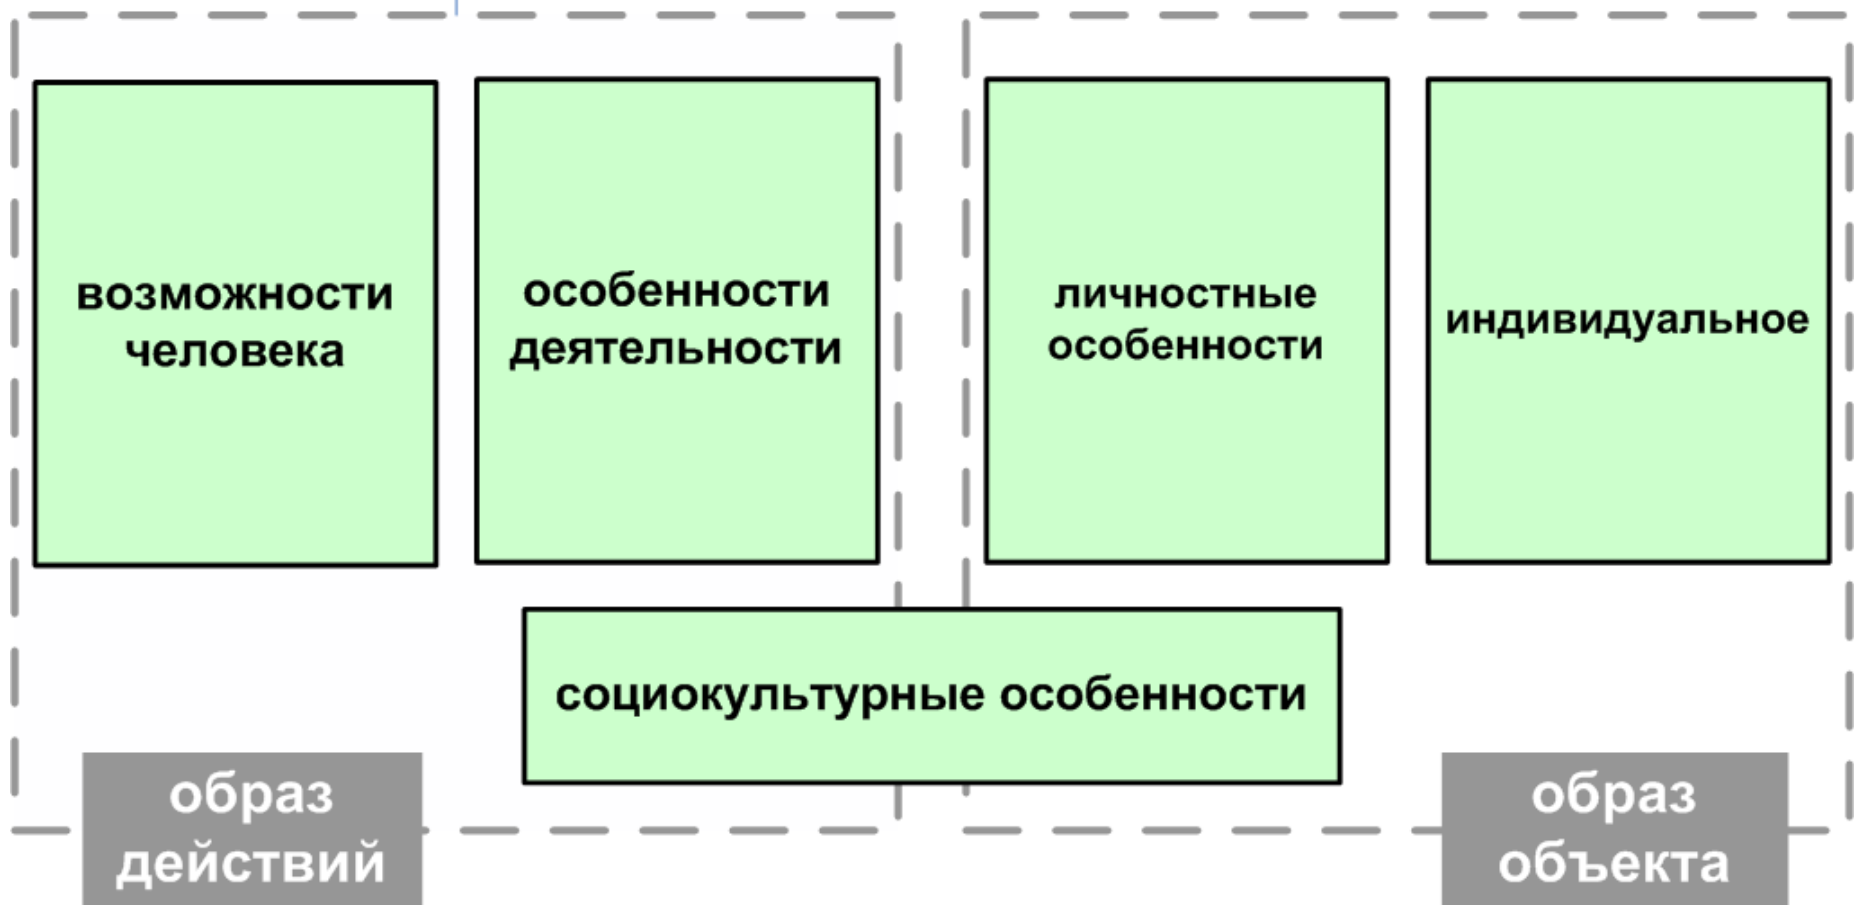 возможности
человека
особенности
деятельности
личностные
особенности
индивидуальное
социокультурные особенности
образ
действий
образ
объекта